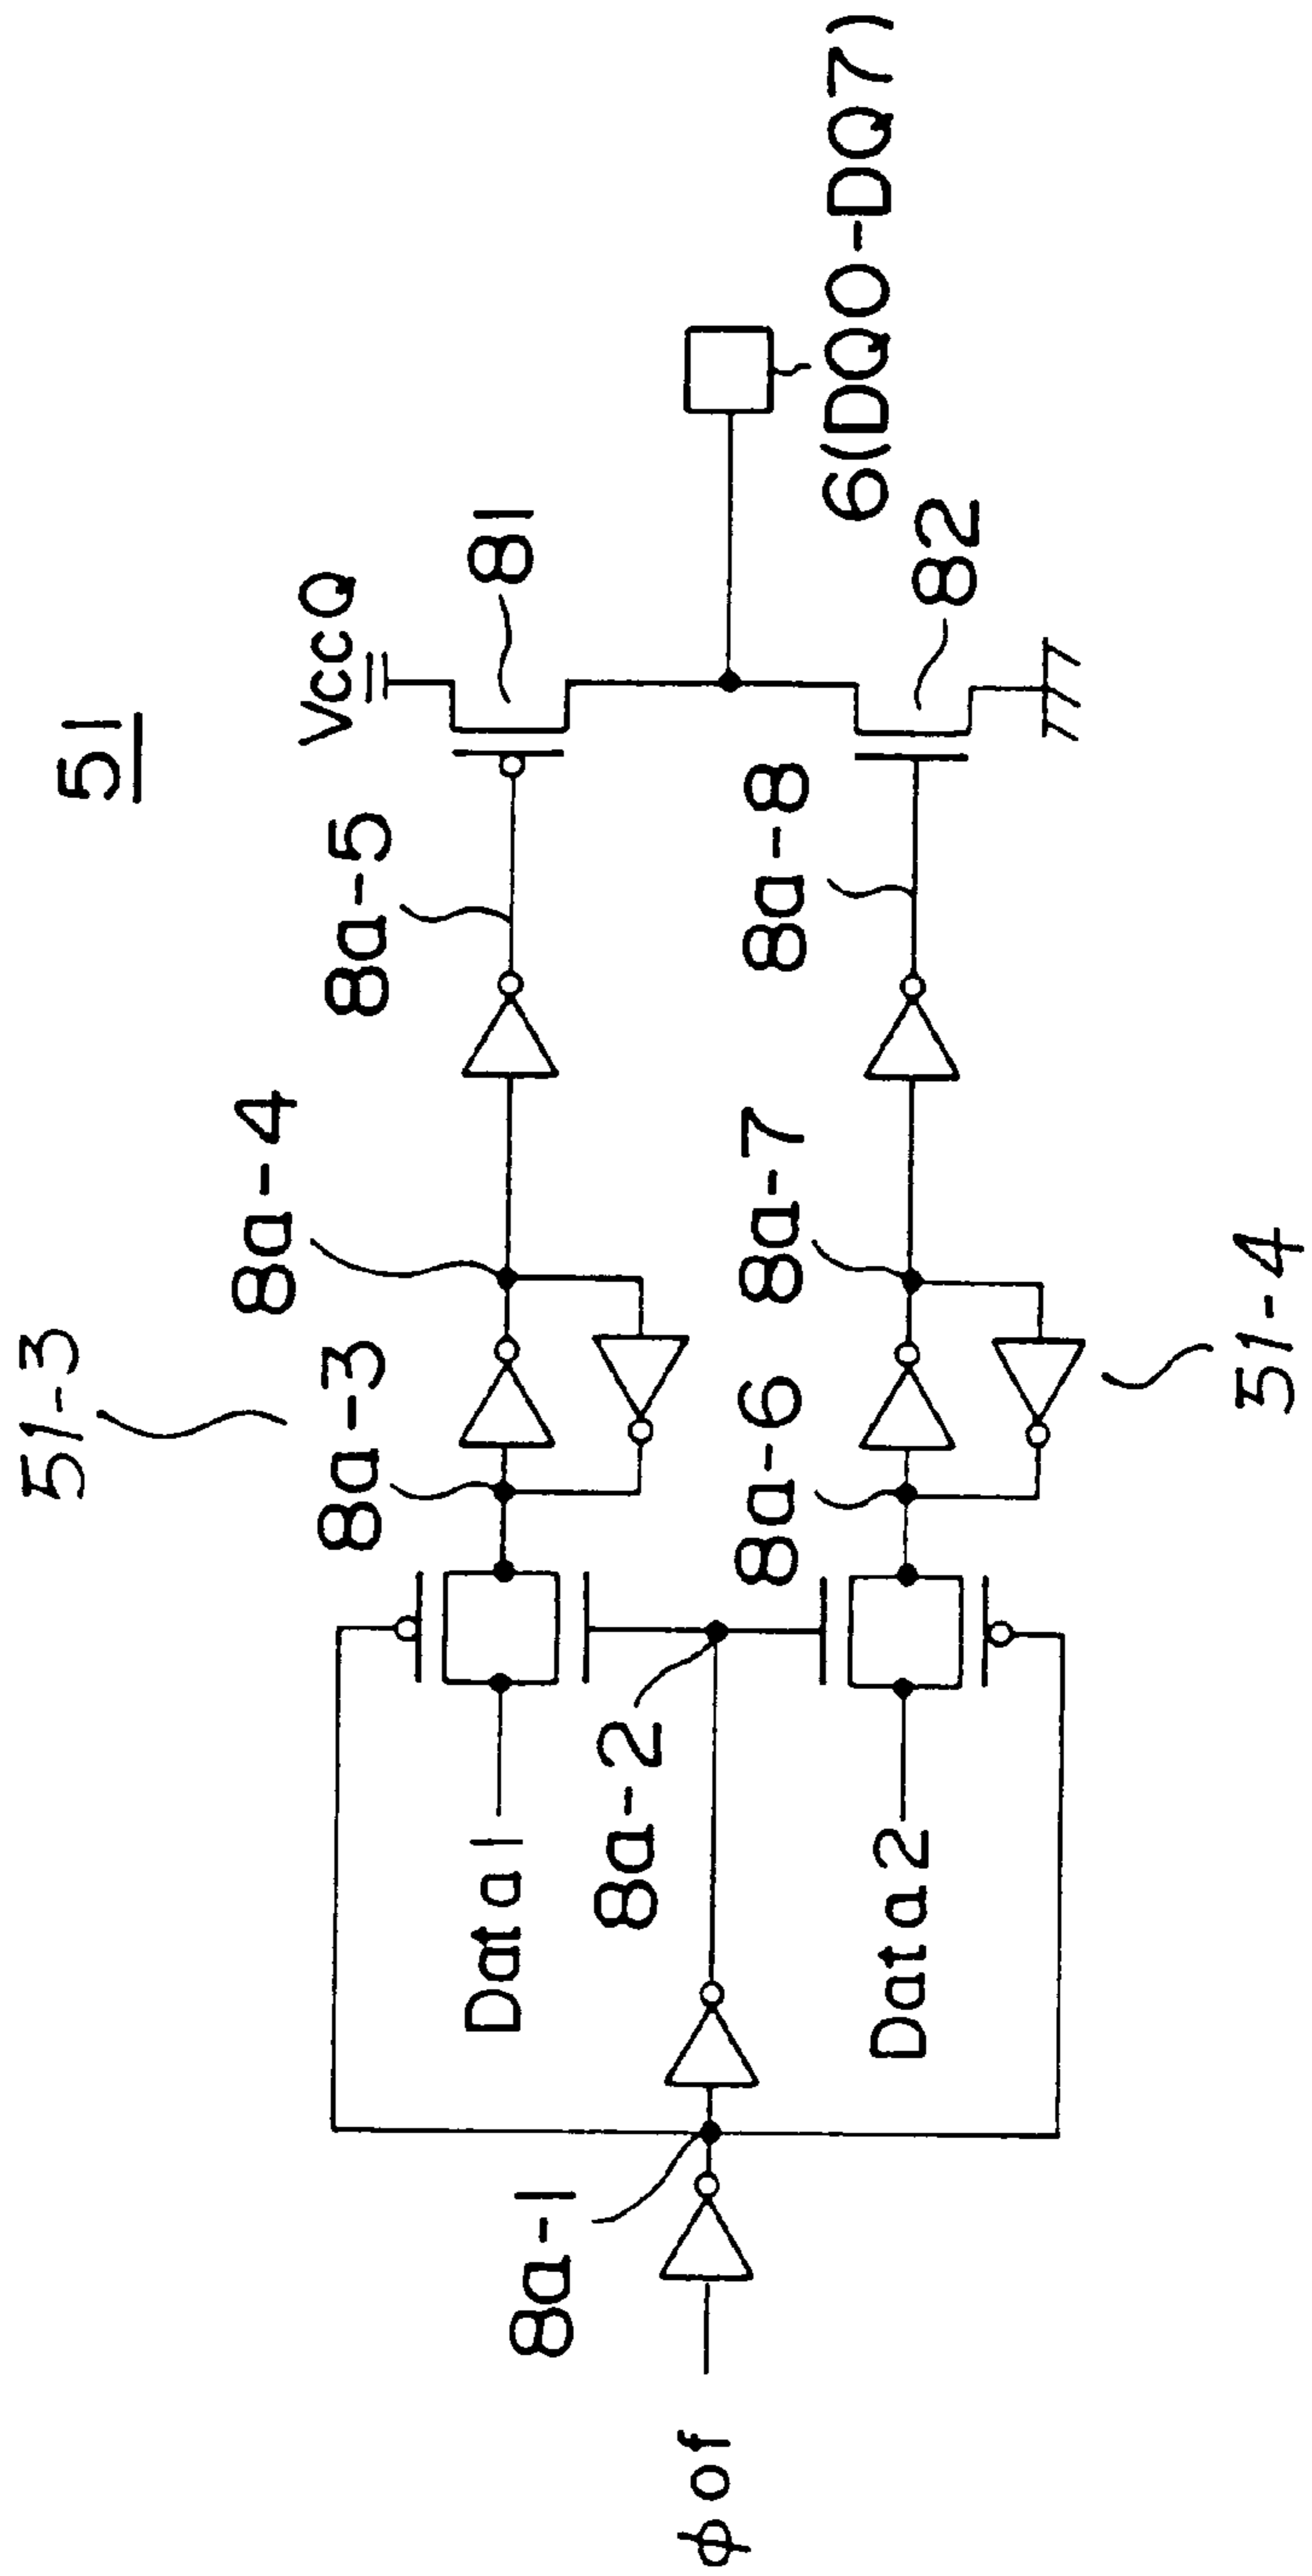 51
51-3
8a-3
8a-4
8a-5
VccQ
81
Data1
8a-1
8a-2
φof
6(DQ0-DQ7)
8a-6
8a-7
8a-8
82
Data2
51-4